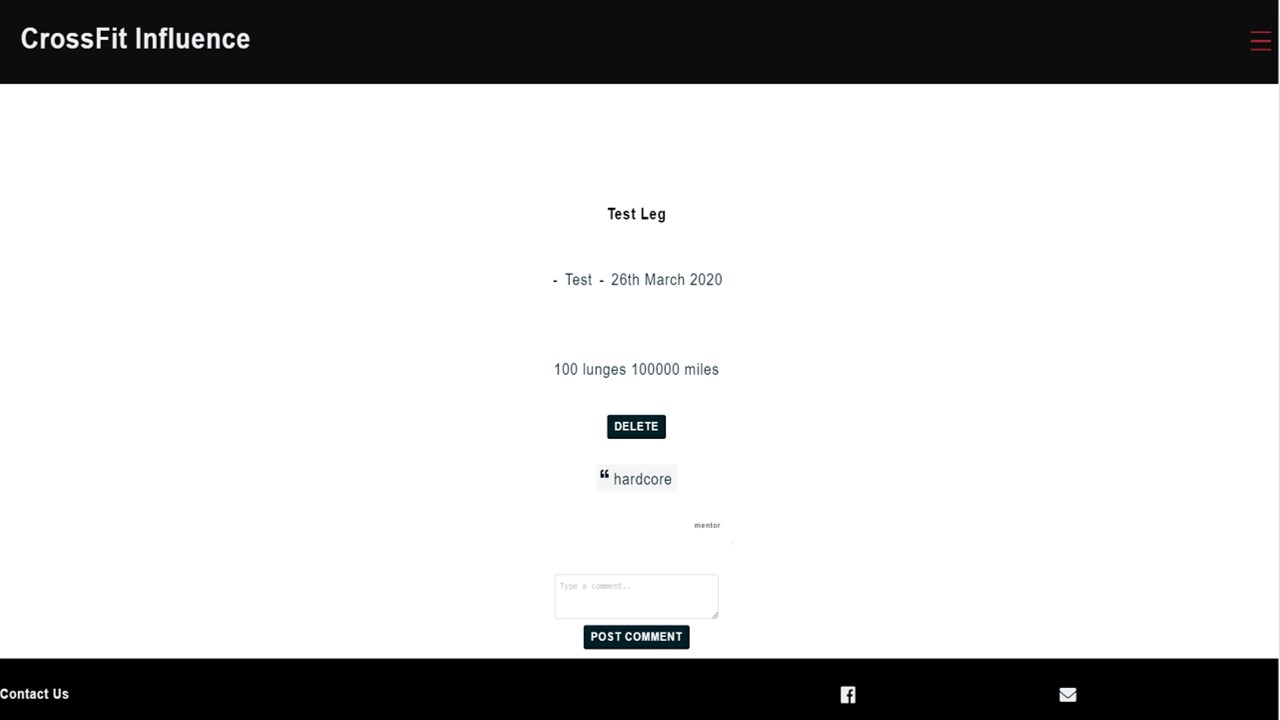 CrossFit Influence
Test Leg
- Test - 26th March 2020
100 lunges 100000 miles
DELETE
“ hardcore
mentor
Type a comment..
POST COMMENT
Contact Us